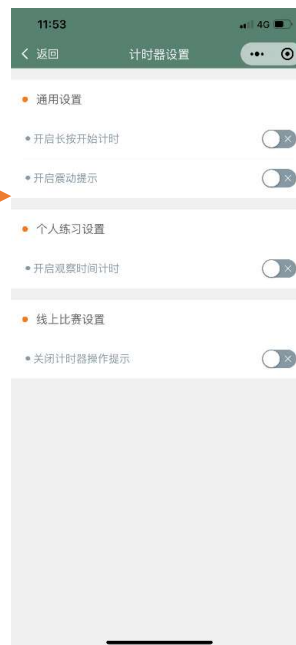 11:53
4G
返回
计时器设置
通用设置
开启长按开始计时
开启震动提示
个人练习设置
开启观察时间计时
线上比赛设置
关闭计时器操作提示